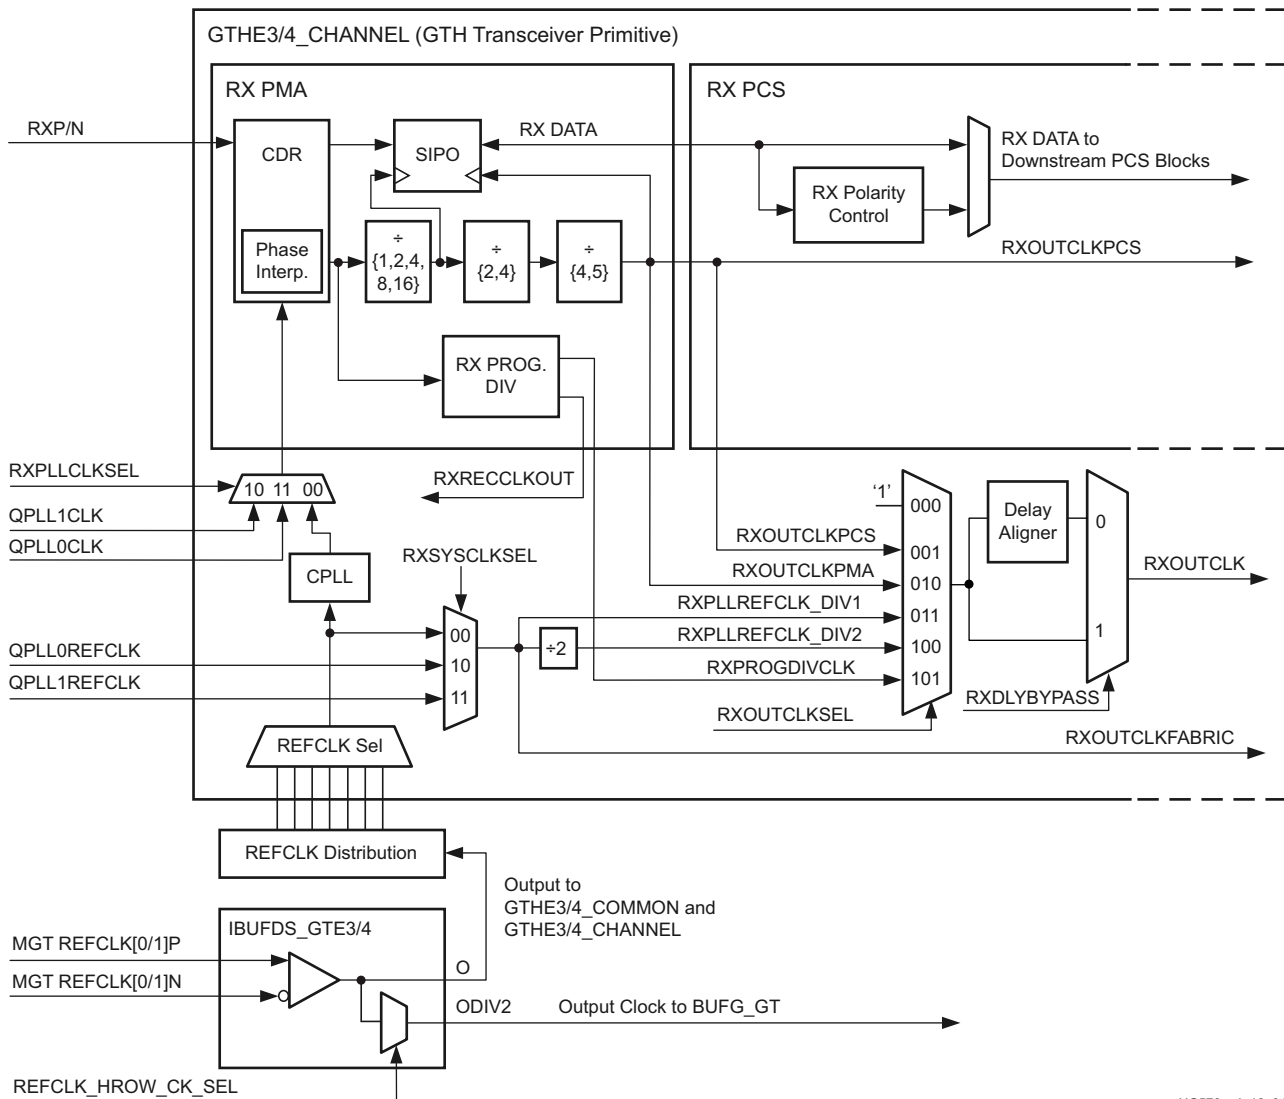 GTHE3/4_CHANNEL (GTH Transceiver Primitive)
RX PMA
RX PCS
RXP/N
CDR
SIPO
RX DATA
RX DATA to
Downstream PCS Blocks
RX Polarity
Control
Phase
Interp.
÷
{1,2,4,
8,16}
÷
{2,4}
÷
{4,5}
RXOUTCLKPCS
RX PROG.
DIV
RXPLLCLKSEL
10 11 00
RXRECCLKOUT
QPLL1CLK
QPLL0CLK
CPLL
RXSYSCLKSEL
'1'
000
RXOUTCLKPCS
001
RXOUTCLKPMA
010
RXPLLREFCLK_DIV1
011
RXPLLREFCLK_DIV2
100
RXPROGDIVCLK
101
Delay
Aligner
0
1
RXOUTCLK
QPLL0REFCLK
QPLL1REFCLK
00
10
11
÷2
RXOUTCLKSEL
RXDLYBYPASS
REFCLK Sel
RXOUTCLKFABRIC
REFCLK Distribution
Output to
GTHE3/4_COMMON and
GTHE3/4_CHANNEL
IBUFDS_GTE3/4
MGT REFCLK[0/1]P
MGT REFCLK[0/1]N
O
ODIV2
Output Clock to BUFG_GT
REFCLK_HROW_CK_SEL